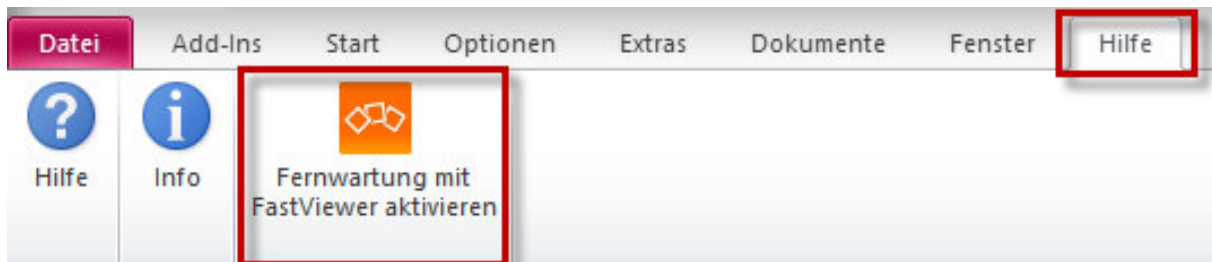 Datei Add-Ins Start Optionen Extras Dokumente Fenster Hilfe
Hilfe Info Fernwartung mit
FastViewer aktivieren